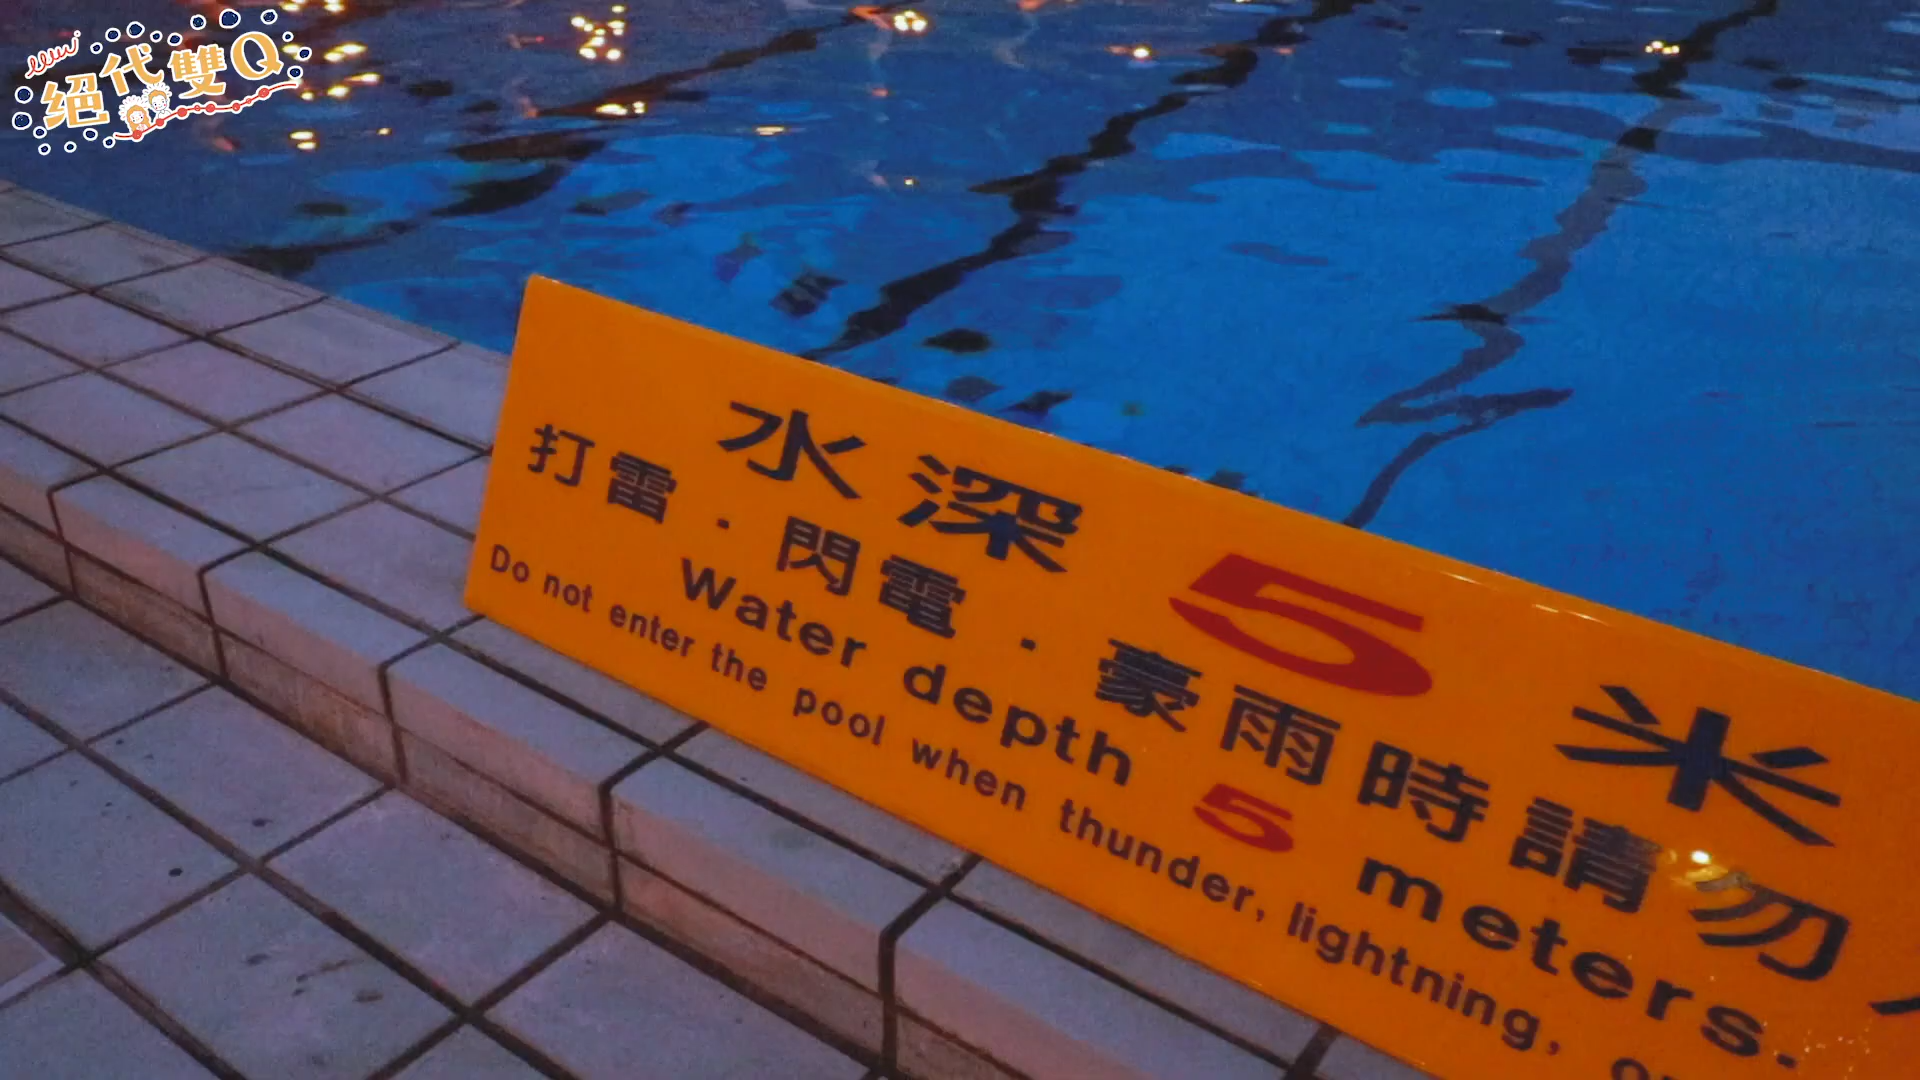 絕代雙Q
水深 5 米
打雷．閃電．豪雨時請勿
Water depth 5 meters.
Do not enter the pool when thunder, lightning,